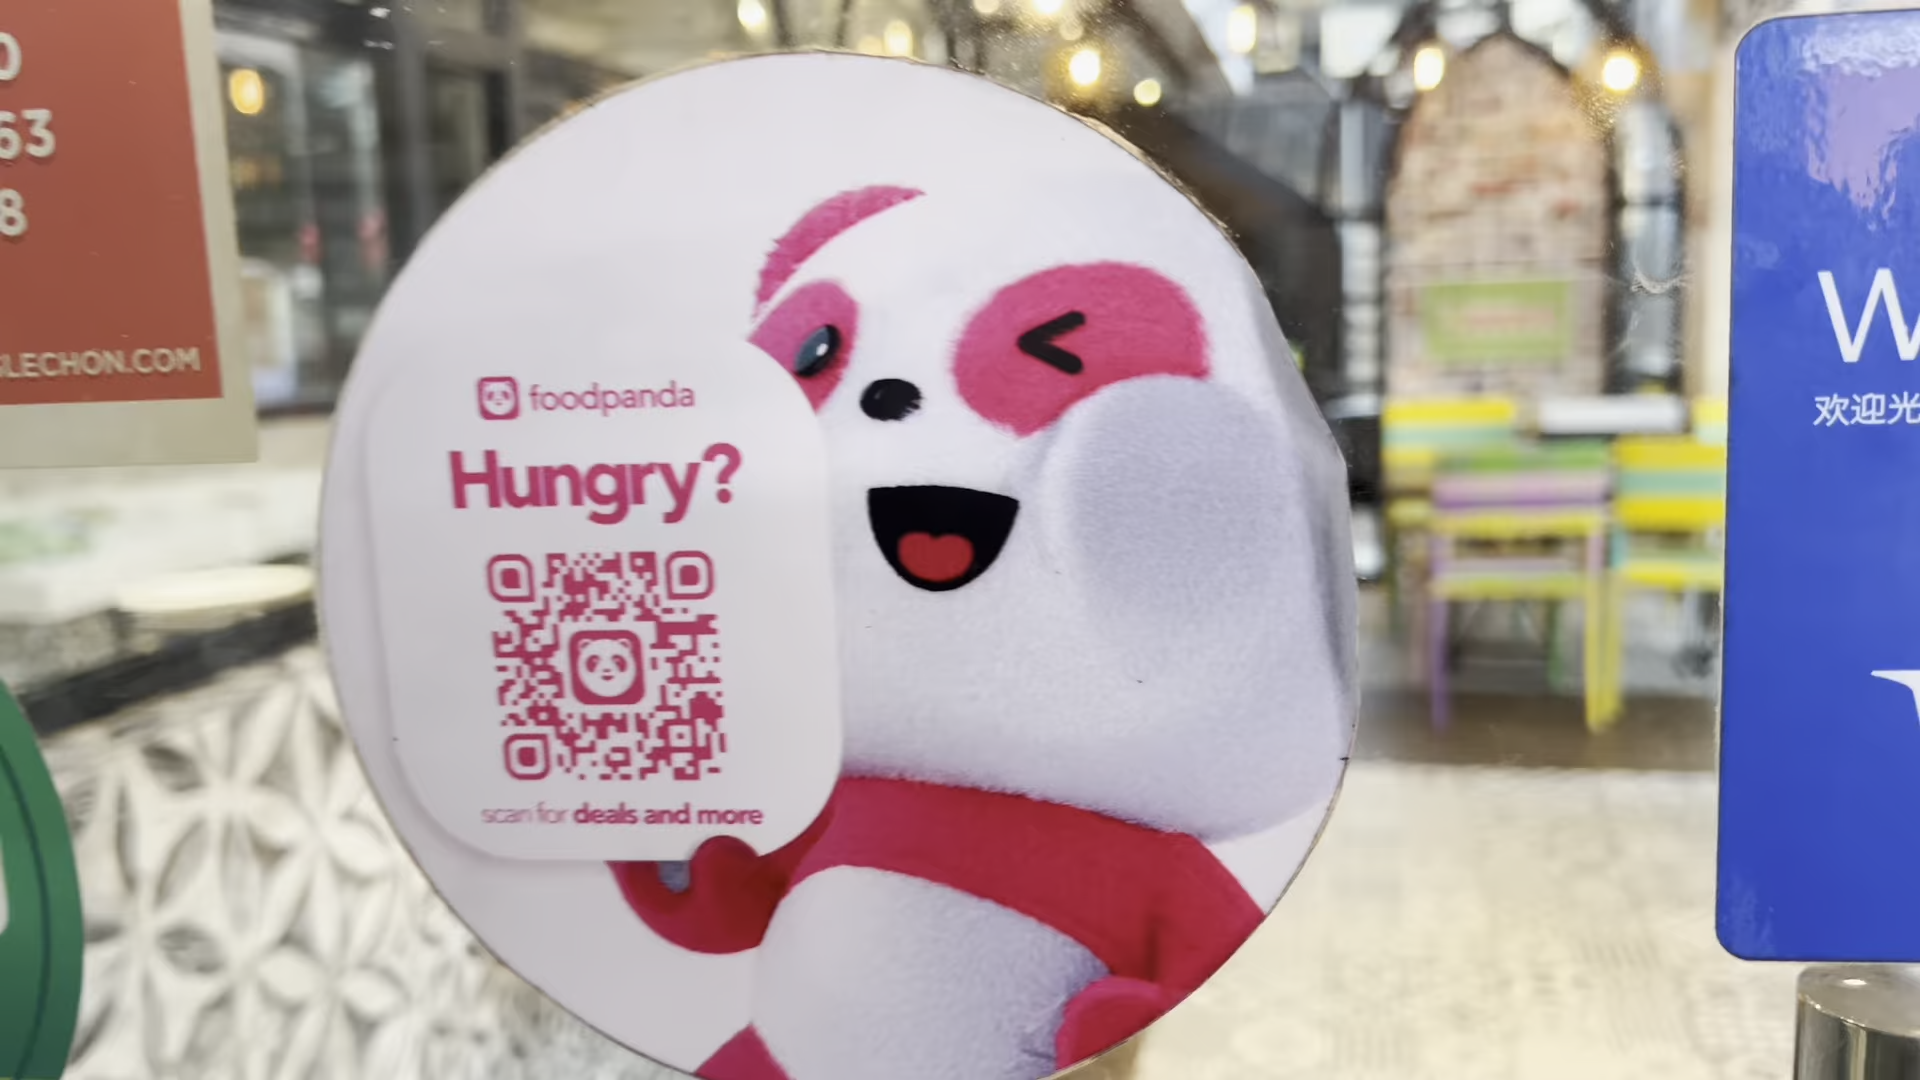 0
63
8
LECHON.COM
foodpanda
Hungry?
scan for deals and more
W
欢迎光